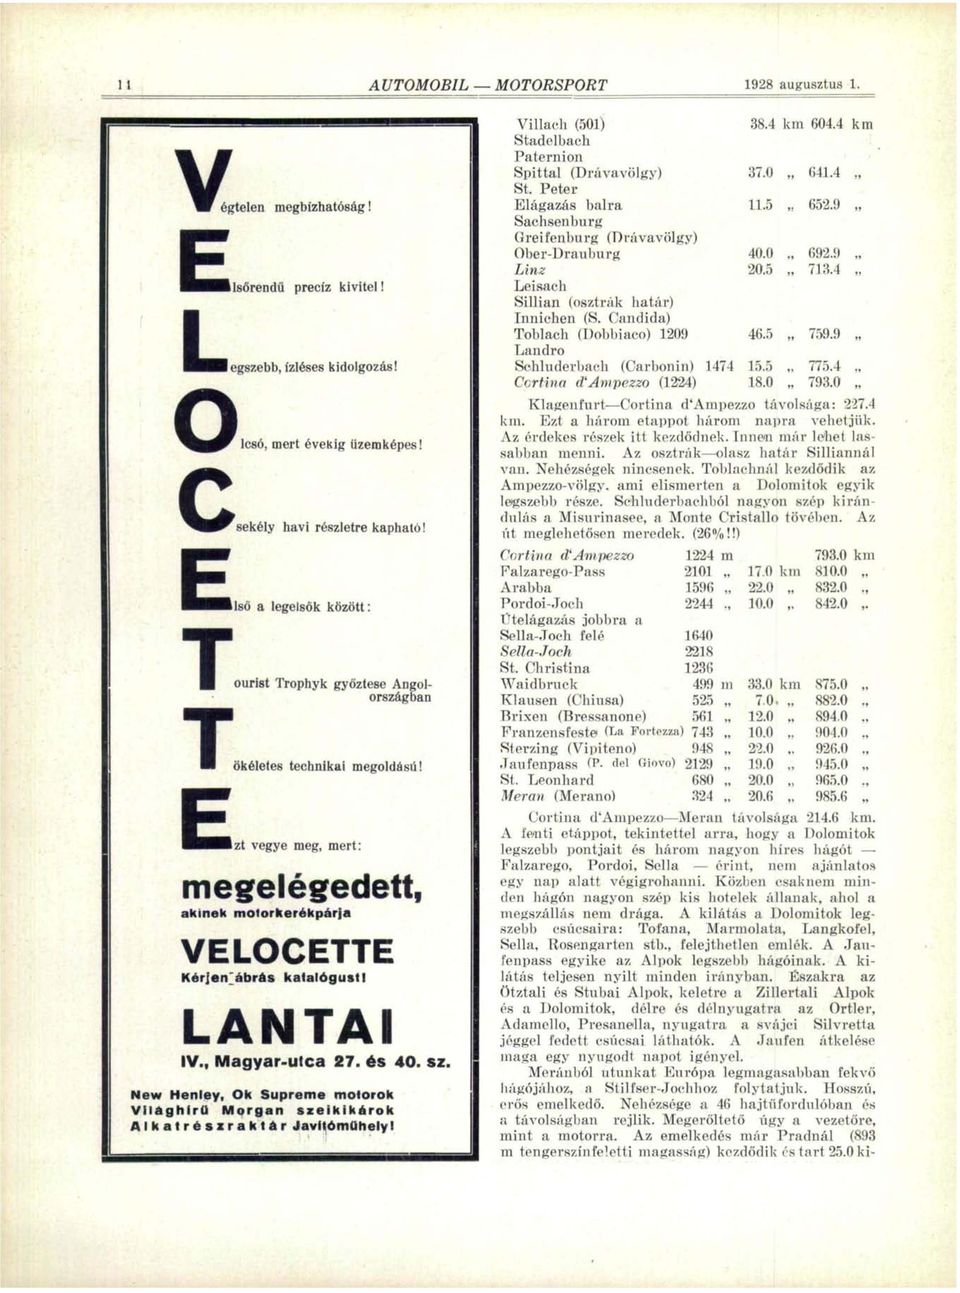 11 AUTOMOBIL — MOTORSPORT 1928 augusztus 1.
Végtelen megbízhatóság!
Elsőrendű precíz kivitel!
Legszebb, ízléses kidolgozás!
Olcsó, mert évekig üzemképes!
Csekély havi részletre kapható!
Első a legelsők között:
Tourist Trophyk győztese Angol-
országban
Tökéletes technikai megoldású!
Ezt vegye meg, mert:
megelégedett,
akinek motorkerékpárja
VELOCETTE
Kérjen ábrás katalógust!
LANTAI
IV., Magyar-utca 27. és 40. sz.
New Henley, Ok Supreme motorok
Világhírű Morgan szeikikárok
Alkatrészraktár Javítóműhely!
Villach (501) 38.4 km 604.4 km
Stadelbach
Paternion
Spittal (Drávavölgy) 37.0 „ 641.4 „
St. Peter
Elágazás balra 11.5 „ 652.9 „
Sachsenburg
Greifenburg (Drávavölgy)
Ober-Drauburg 40.0 „ 692.9 „
Linz 20.5 „ 713.4 „
Leisach
Sillian (osztrák határ)
Innichen (S. Candida)
Toblach (Dobbiaco) 1209 46.5 „ 759.9 „
Landro
Schluderbach (Carbonin) 1474 15.5 „ 775.4 „
Cortina d'Ampezzo (1224) 18.0 „ 793.0 „
Klagenfurt—Cortina d'Ampezzo távolsága: 227.4
km. Ezt a három etappot három napra vehetjük.
Az érdekes részek itt kezdődnek. Innen már lehet las-
sabban menni. Az osztrák—olasz határ Silliannál
van. Nehézségek nincsenek. Toblachnál kezdődik az
Ampezzo-völgy. ami elismerten a Dolomitok egyik
legszebb része. Schluderbachból nagyon szép kirán-
dulás a Misurinasee, a Monte Cristallo tövében. Az
út meglehetősen meredek. (26%!!)
Cortina d'Ampezzo 1224 m 793.0 km
Falzarego-Pass 2101 „ 17.0 km 810.0 „
Arabba 1596 „ 22.0 „ 832.0 „
Pordoi-Joch 2244 „ 10.0 „ 842.0 „
Útelágazás jobbra a
Sella-Joch felé 1640
Sella-Joch 2218
St. Christina 1236
Waidbruck 499 m 33.0 km 875.0 „
Klausen (Chiusa) 525 „ 7.0 „ 882.0 „
Brixen (Bressanone) 561 „ 12.0 „ 894.0 „
Franzensfeste (La Fortezza) 743 „ 10.0 „ 904.0 „
Sterzing (Vipiteno) 948 „ 22.0 „ 926.0 „
Jaufenpass (P. del Giovo) 2129 „ 19.0 „ 945.0 „
St. Leonhard 680 „ 20.0 „ 965.0 „
Meran (Merano) 324 „ 20.6 „ 985.6 „
Cortina d'Ampezzo—Meran távolsága 214.6 km.
A fenti etáppot, tekintettel arra, hogy a Dolomitok
legszebb pontjait és három nagyon híres hágót —
Falzarego, Pordoi, Sella — érint, nem ajánlatos
egy nap alatt végigrohanni. Közben csaknem min-
den hágón nagyon szép kis hotelek állanak, ahol a
megszállás nem drága. A kilátás a Dolomitok leg-
szebb csúcsaira: Tofana, Marmolata, Langkofel,
Sella, Rosengarten stb., felejthetlen emlék. A Jau-
fenpass egyike az Alpok legszebb hágóinak. A ki-
látás teljesen nyilt minden irányban. Északra az
Ötztali és Stubai Alpok, keletre a Zillertali Alpok
és a Dolomitok, délre és délnyugatra az Ortler,
Adamello, Presanella, nyugatra a svájci Silvretta
jéggel fedett csúcsai láthatók. A Jaufen átkelése
maga egy nyugodt napot igényel.
Meránból utunkat Európa legmagasabban fekvő
hágójához, a Stilfser-Jochhoz folytatjuk. Hosszú,
erős emelkedő. Nehézsége a 46 hajtűfordulóban és
a távolságban rejlik. Megerőltető úgy a vezetőre,
mint a motorra. Az emelkedés már Pradnál (893
m tengerszínfeletti magasság) kezdődik és tart 25.0 ki-